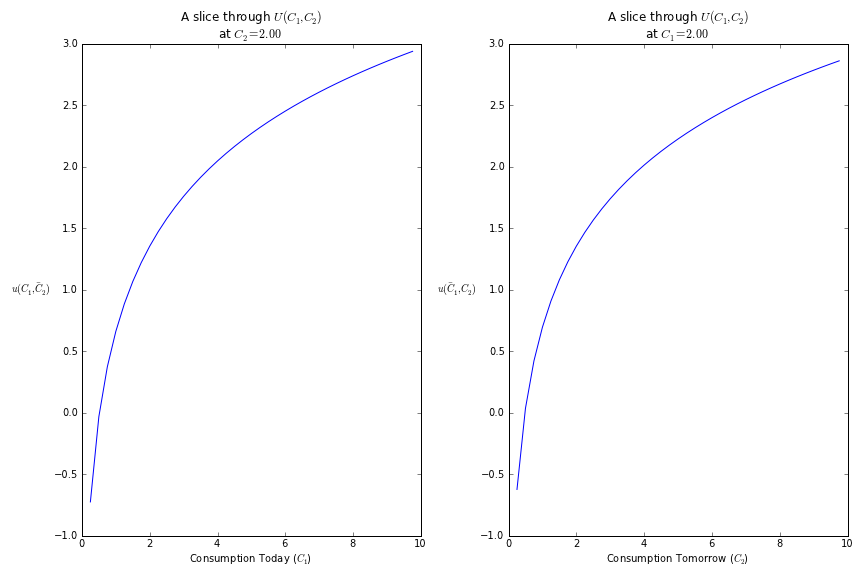 A slice through U(C₁,C₂)
at C₂=2.00
3.0
2.5
2.0
1.5
1.0
0.5
0.0
−0.5
−1.0
u(C₁,C̄₂)
0 2 4 6 8 10
Consumption Today (C₁)
A slice through U(C₁,C₂)
at C₁=2.00
3.0
2.5
2.0
1.5
1.0
0.5
0.0
−0.5
−1.0
u(C̄₁,C₂)
0 2 4 6 8 10
Consumption Tomorrow (C₂)